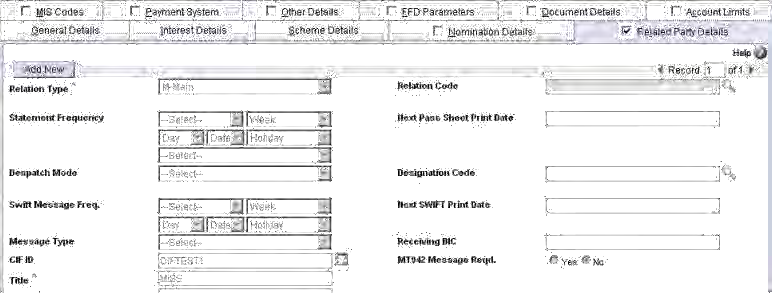 MIS Codes Payment System Other Details EFD Parameters Document Details Account Limits
General Details Interest Details Scheme Details Nomination Details Related Party Details
Help
Add New Record 1 of 1
Relation Type * M-Main Relation Code
Statement Frequency --Select-- Week Next Pass Sheet Print Date
Day Date Holiday
--Select--
Despatch Mode --Select-- Designation Code
Swift Message Freq. --Select-- Week Next SWIFT Print Date
Day Date Holiday
Message Type --Select-- Receiving BIC
CIF ID CIFTEST1 MT942 Message Reqd. Yes No
Title *